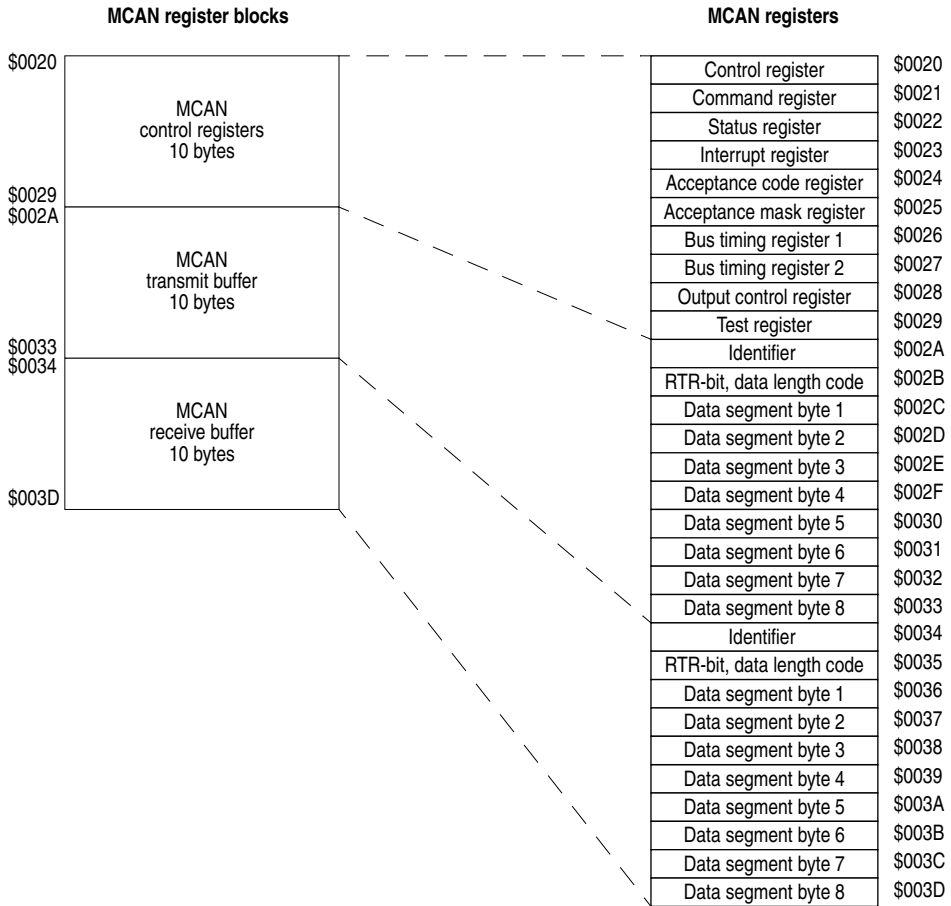 MCAN register blocks
$0020
MCAN
control registers
10 bytes
$0029
$002A
MCAN
transmit buffer
10 bytes
$0033
$0034
MCAN
receive buffer
10 bytes
$003D
MCAN registers
Control register $0020
Command register $0021
Status register $0022
Interrupt register $0023
Acceptance code register $0024
Acceptance mask register $0025
Bus timing register 1 $0026
Bus timing register 2 $0027
Output control register $0028
Test register $0029
Identifier $002A
RTR-bit, data length code $002B
Data segment byte 1 $002C
Data segment byte 2 $002D
Data segment byte 3 $002E
Data segment byte 4 $002F
Data segment byte 5 $0030
Data segment byte 6 $0031
Data segment byte 7 $0032
Data segment byte 8 $0033
Identifier $0034
RTR-bit, data length code $0035
Data segment byte 1 $0036
Data segment byte 2 $0037
Data segment byte 3 $0038
Data segment byte 4 $0039
Data segment byte 5 $003A
Data segment byte 6 $003B
Data segment byte 7 $003C
Data segment byte 8 $003D